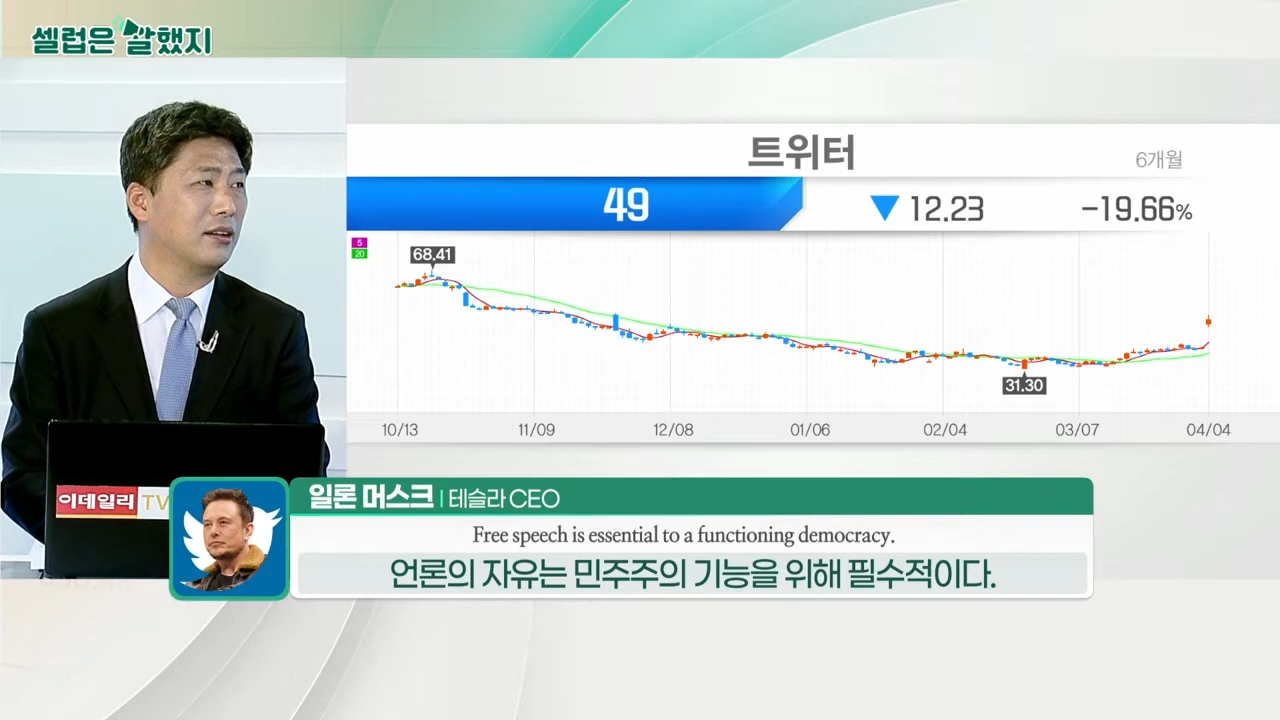 셀럽은 말했지
트위터
6개월
49
▼ 12.23
-19.66%
5
20
68.41
31.30
10/13
11/09
12/08
01/06
02/04
03/07
04/04
이데일리 TV
일론 머스크 | 테슬라 CEO
Free speech is essential to a functioning democracy.
언론의 자유는 민주주의 기능을 위해 필수적이다.